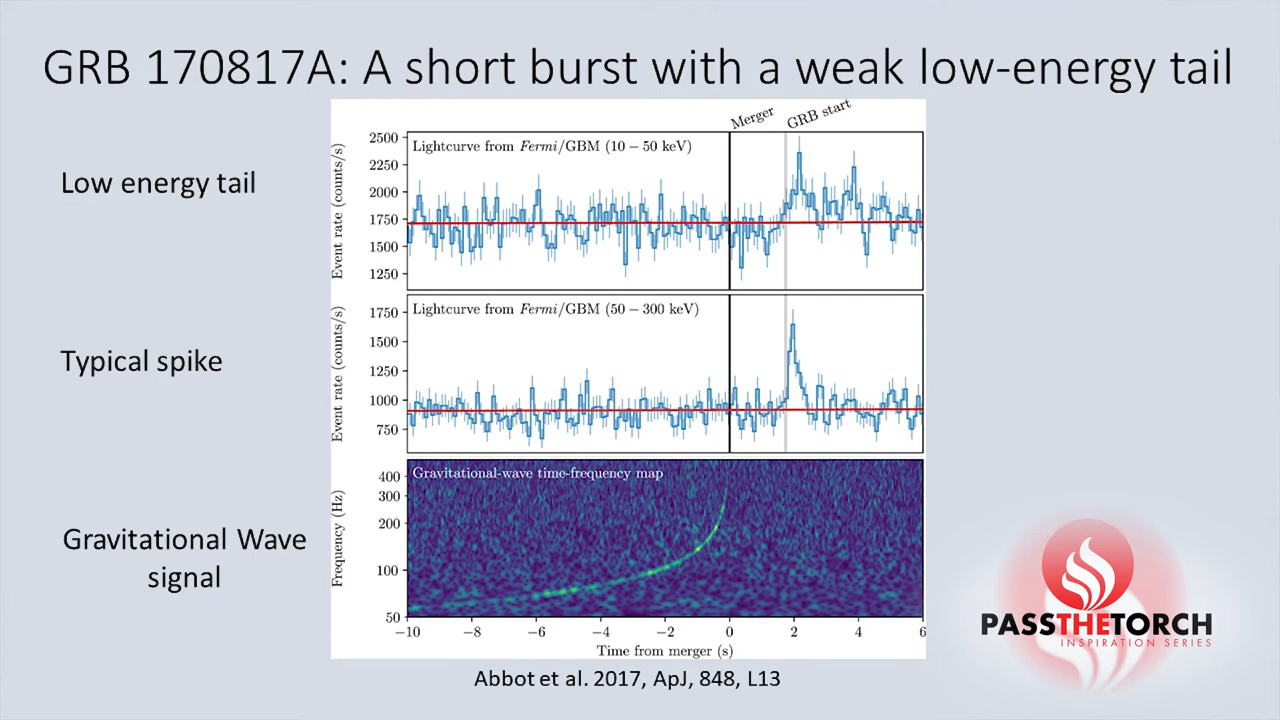 GRB 170817A: A short burst with a weak low-energy tail
Merger
GRB start
Low energy tail
Event rate (counts/s)
2500
2250
2000
1750
1500
1250
Lightcurve from Fermi/GBM (10 − 50 keV)
Typical spike
Event rate (counts/s)
1750
1500
1250
1000
750
Lightcurve from Fermi/GBM (50 − 300 keV)
Gravitational Wave
signal
Frequency (Hz)
400
300
200
100
50
Gravitational-wave time-frequency map
−10 −8 −6 −4 −2 0 2 4 6
Time from merger (s)
Abbot et al. 2017, ApJ, 848, L13
PASSTHETORCH
INSPIRATION SERIES